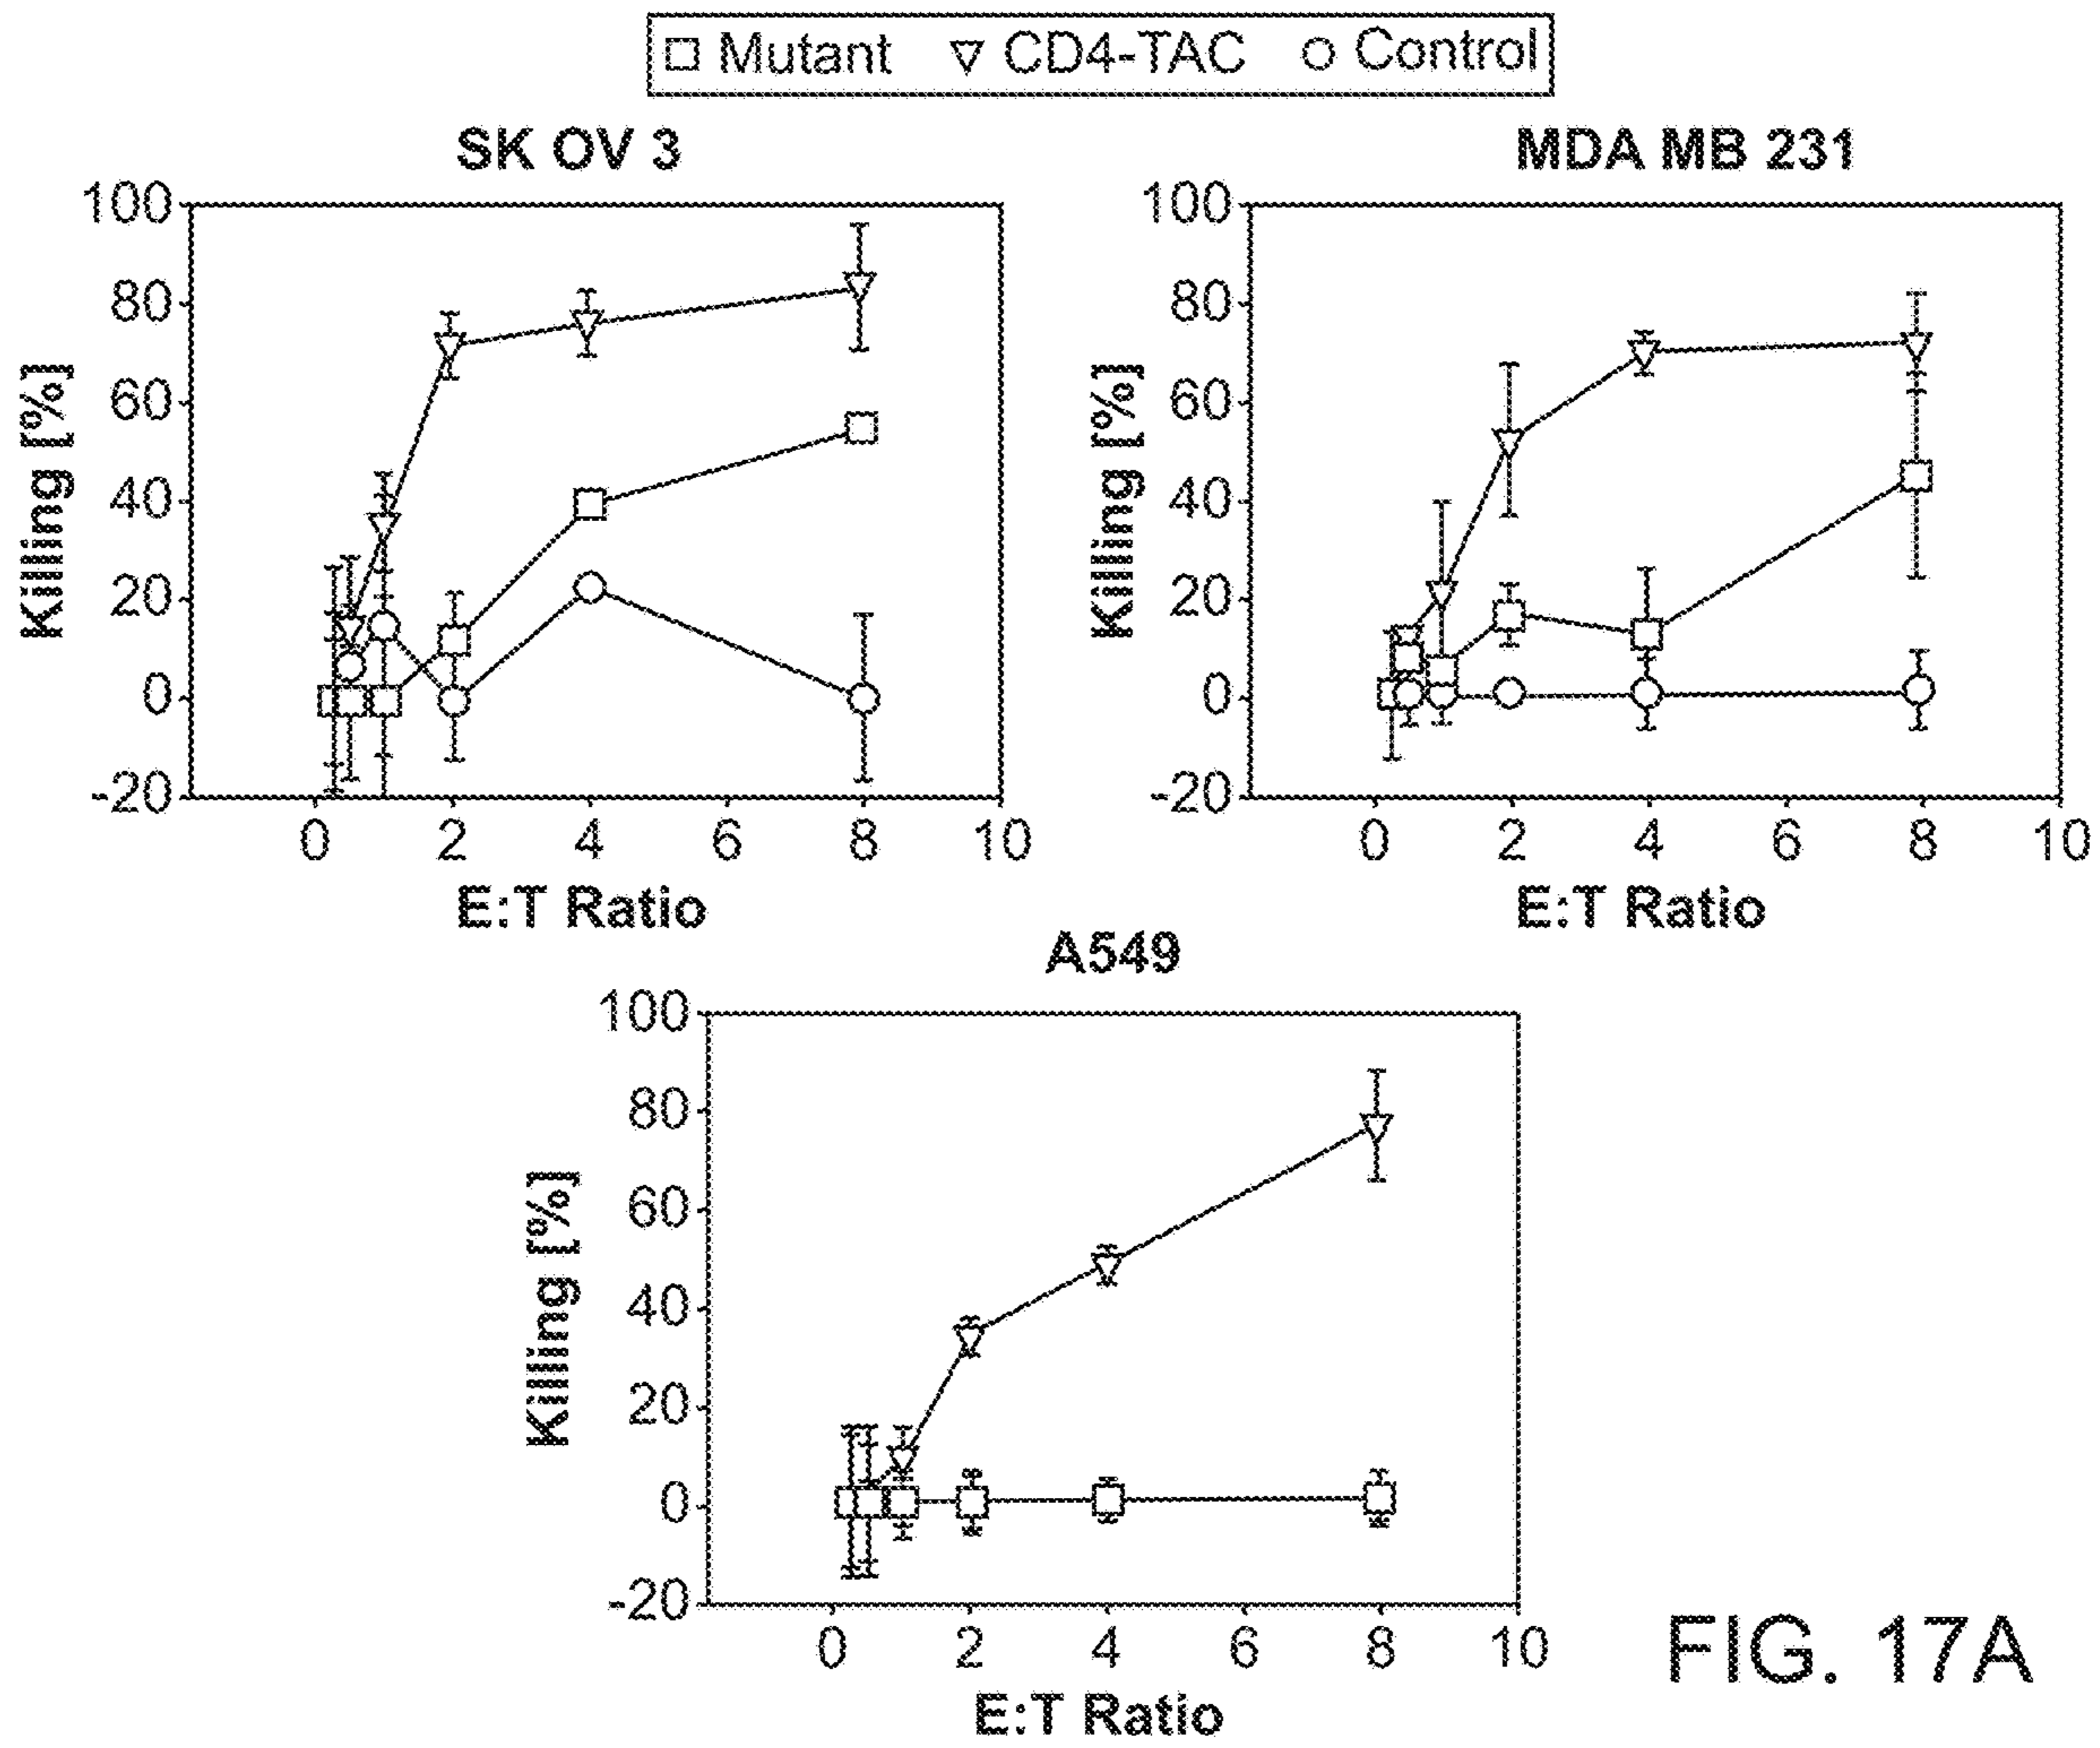 Mutant CD4-TAC Control
SK OV 3
Killing [%]
100
80
60
40
20
0
-20
0 2 4 6 8 10
E:T Ratio
MDA MB 231
Killing [%]
100
80
60
40
20
0
-20
0 2 4 6 8 10
E:T Ratio
A549
Killing [%]
100
80
60
40
20
0
-20
0 2 4 6 8 10
E:T Ratio
FIG. 17A